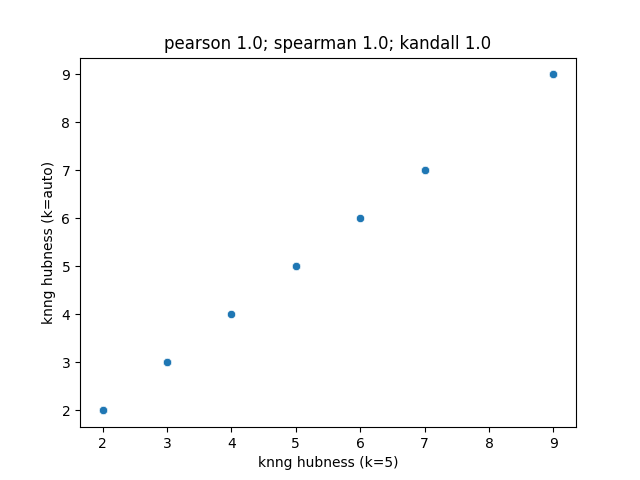 pearson 1.0; spearman 1.0; kandall 1.0
9
8
7
6
5
4
3
2
knng hubness (k=auto)
2 3 4 5 6 7 8 9
knng hubness (k=5)